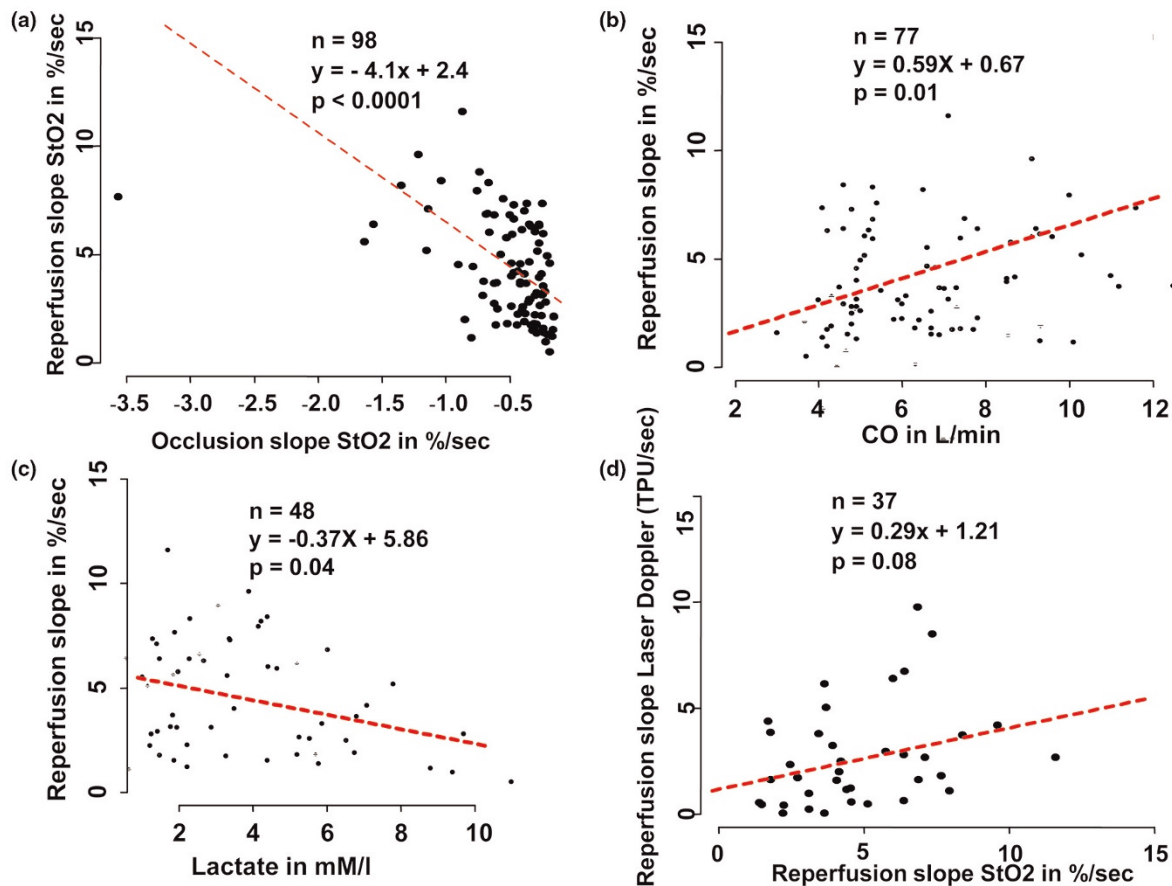 (a)
n = 98
y = - 4.1x + 2.4
p < 0.0001
Reperfusion slope StO2 in %/sec
15
10
5
0
-3.5
-3.0
-2.5
-2.0
-1.5
-1.0
-0.5
Occlusion slope StO2 in %/sec
(b)
n = 77
y = 0.59X + 0.67
p = 0.01
Reperfusion slope in %/sec
15
10
5
0
2
4
6
8
10
12
CO in L/min
(c)
n = 48
y = -0.37X + 5.86
p = 0.04
Reperfusion slope in %/sec
15
10
5
0
2
4
6
8
10
Lactate in mM/l
(d)
n = 37
y = 0.29x + 1.21
p = 0.08
Reperfusion slope Laser Doppler (TPU/sec)
15
10
5
0
0
5
10
15
Reperfusion slope StO2 in %/sec